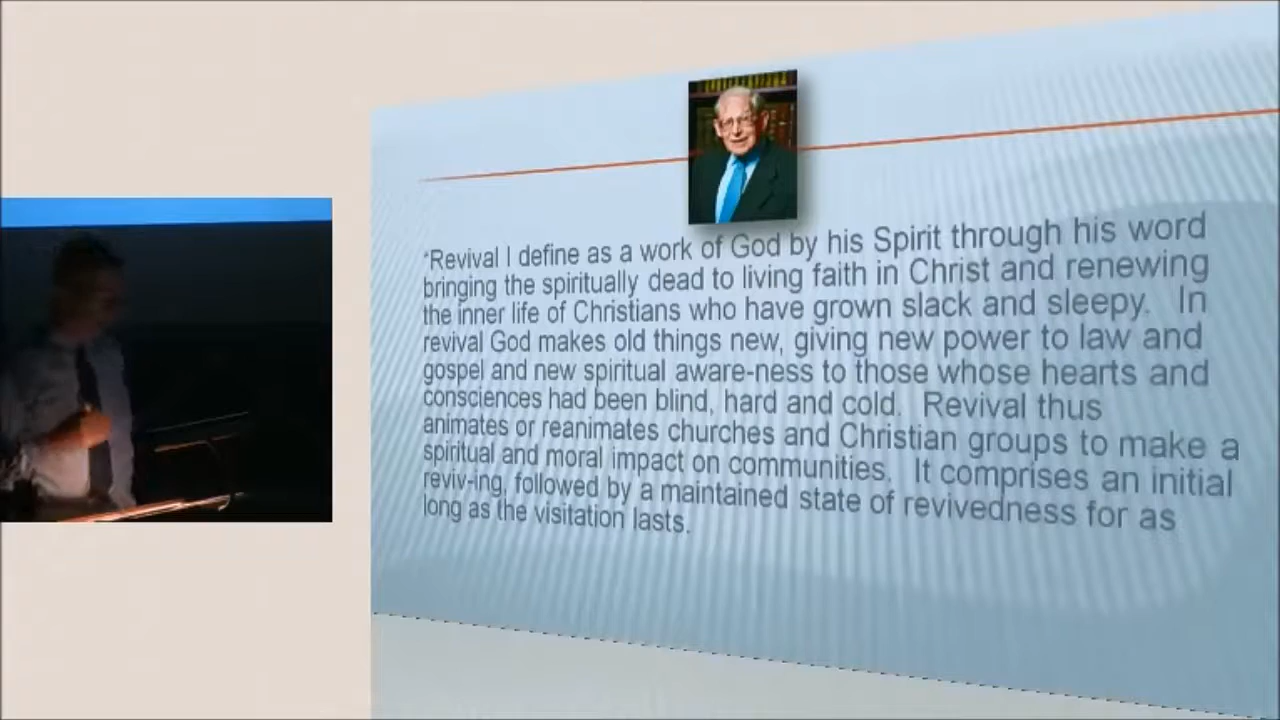 “Revival I define as a work of God by his Spirit through his word
bringing the spiritually dead to living faith in Christ and renewing
the inner life of Christians who have grown slack and sleepy. In
revival God makes old things new, giving new power to law and
gospel and new spiritual aware-ness to those whose hearts and
consciences had been blind, hard and cold. Revival thus
animates or reanimates churches and Christian groups to make a
spiritual and moral impact on communities. It comprises an initial
reviv-ing, followed by a maintained state of revivedness for as
long as the visitation lasts.